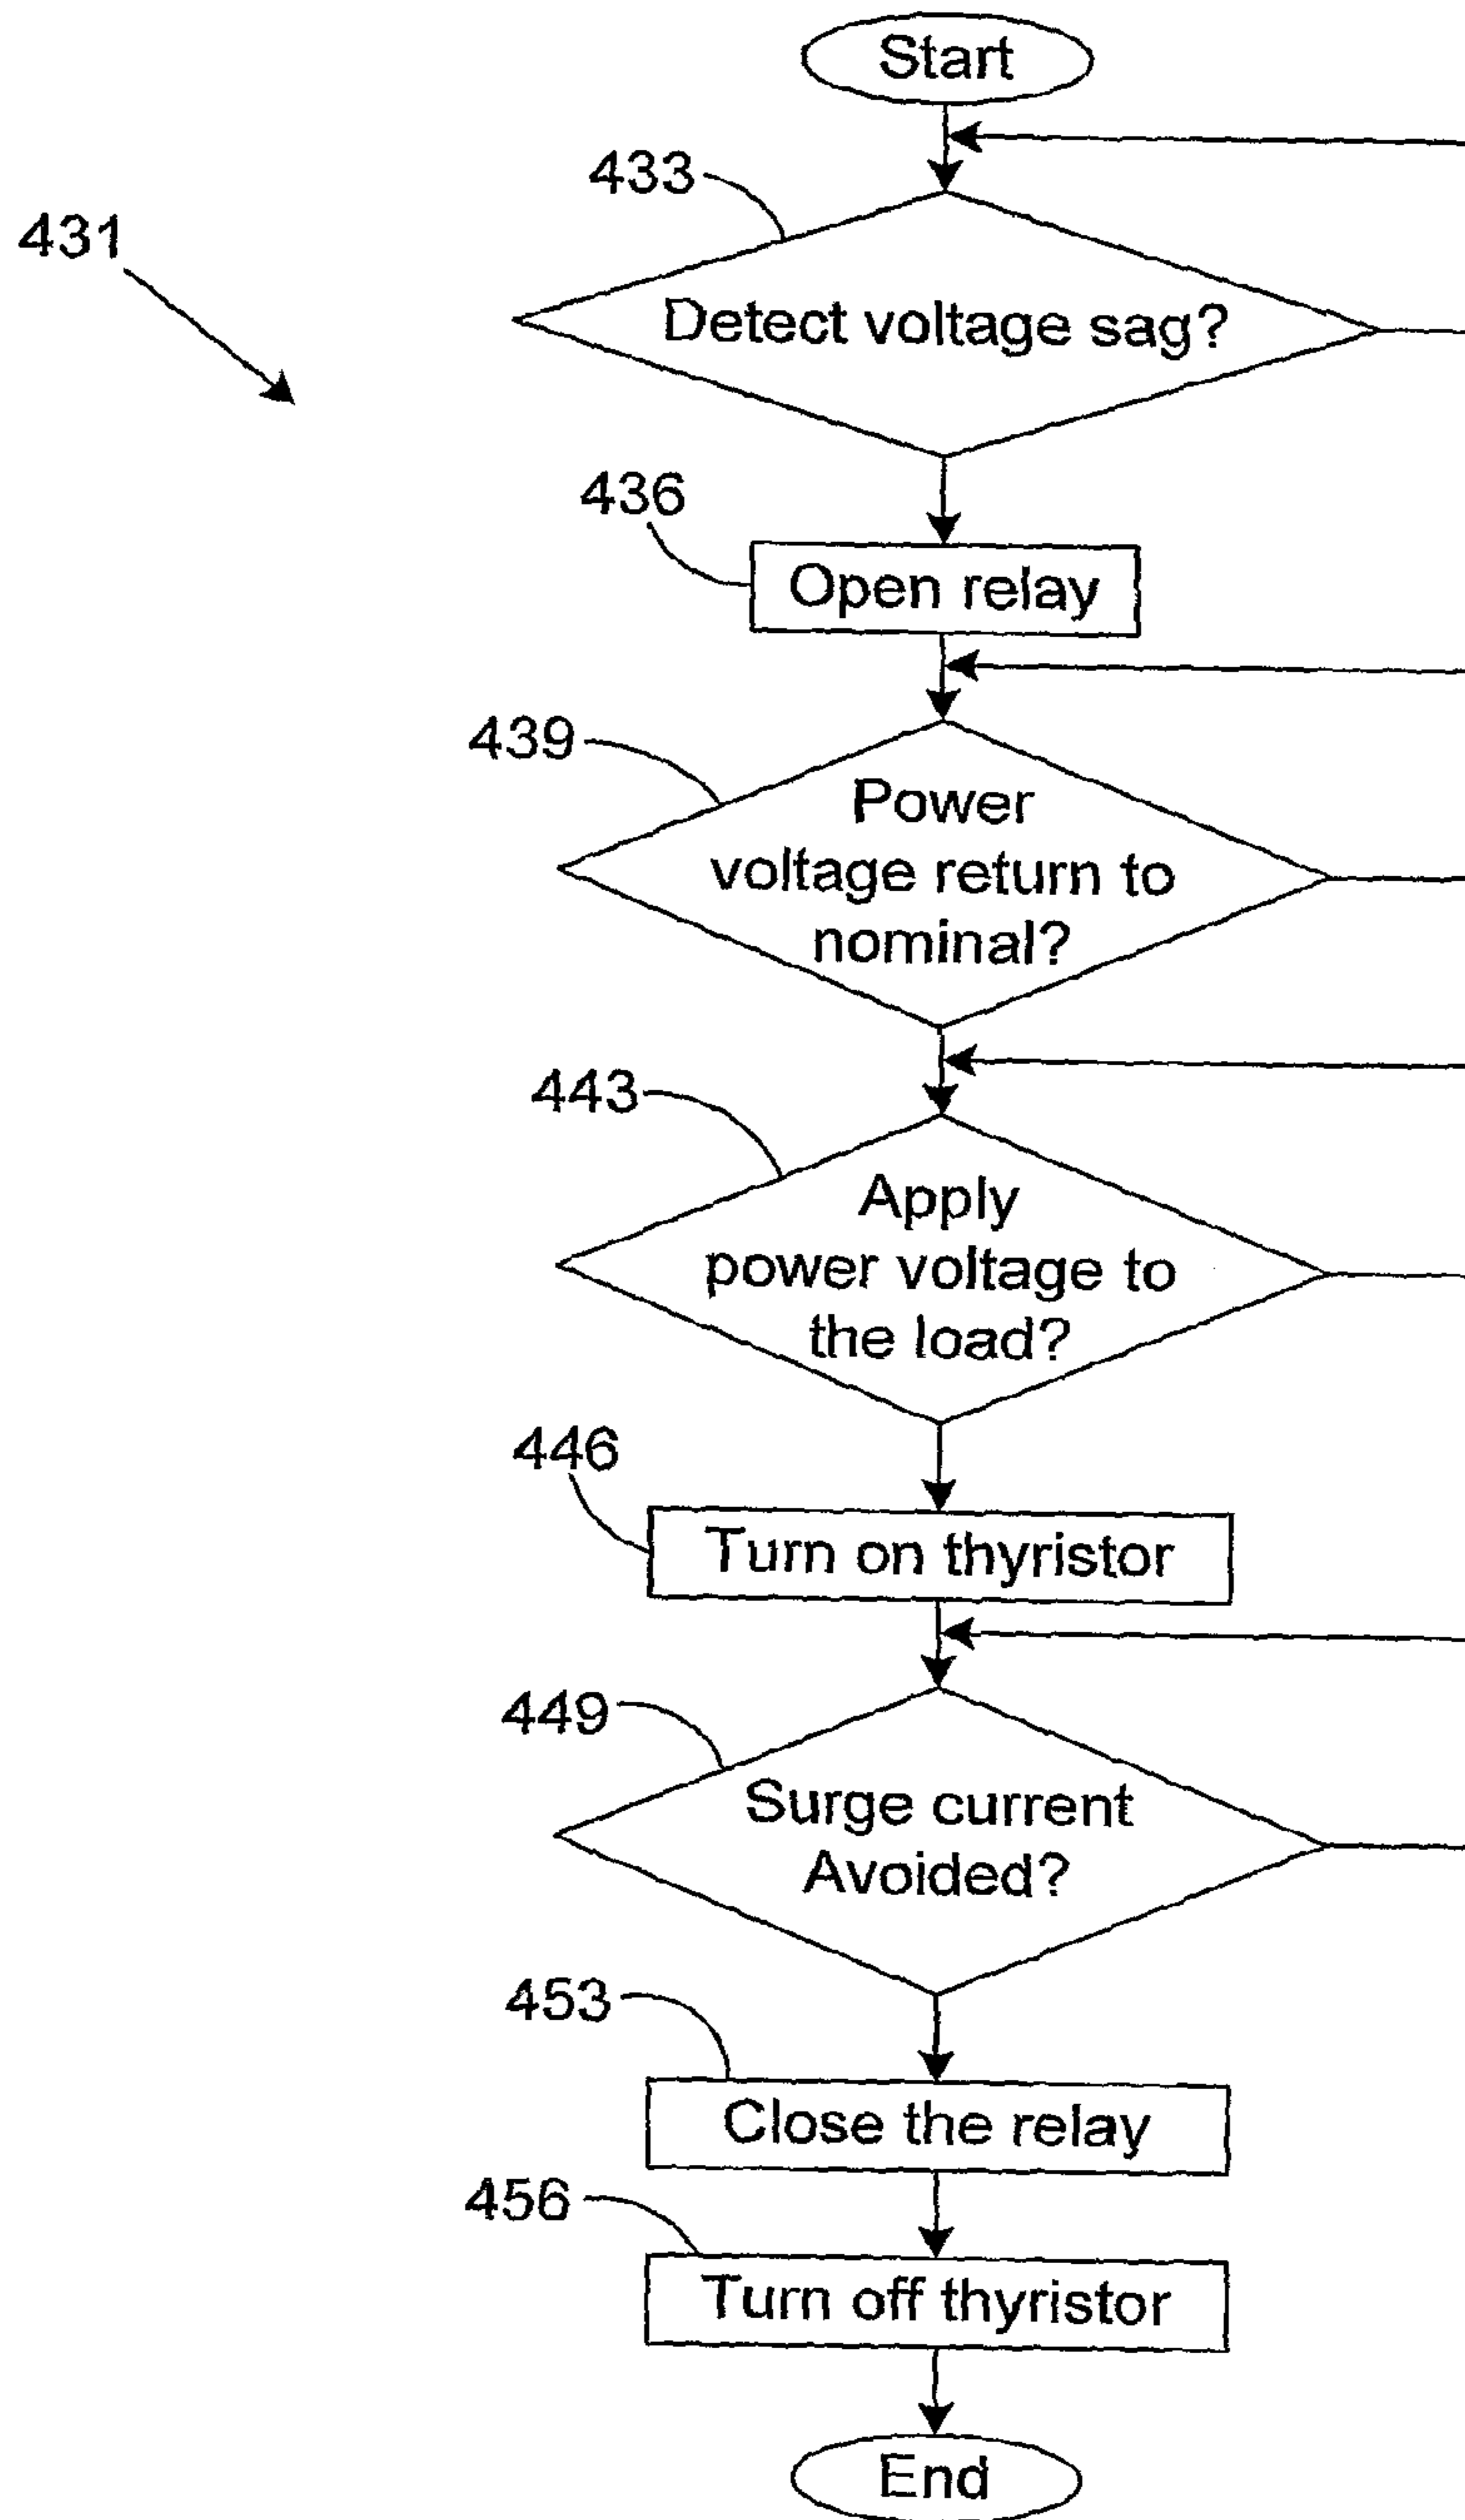 Start
433
431
Detect voltage sag?
436
Open relay
439
Power
voltage return to
nominal?
443
Apply
power voltage to
the load?
446
Turn on thyristor
449
Surge current
Avoided?
453
Close the relay
456
Turn off thyristor
End